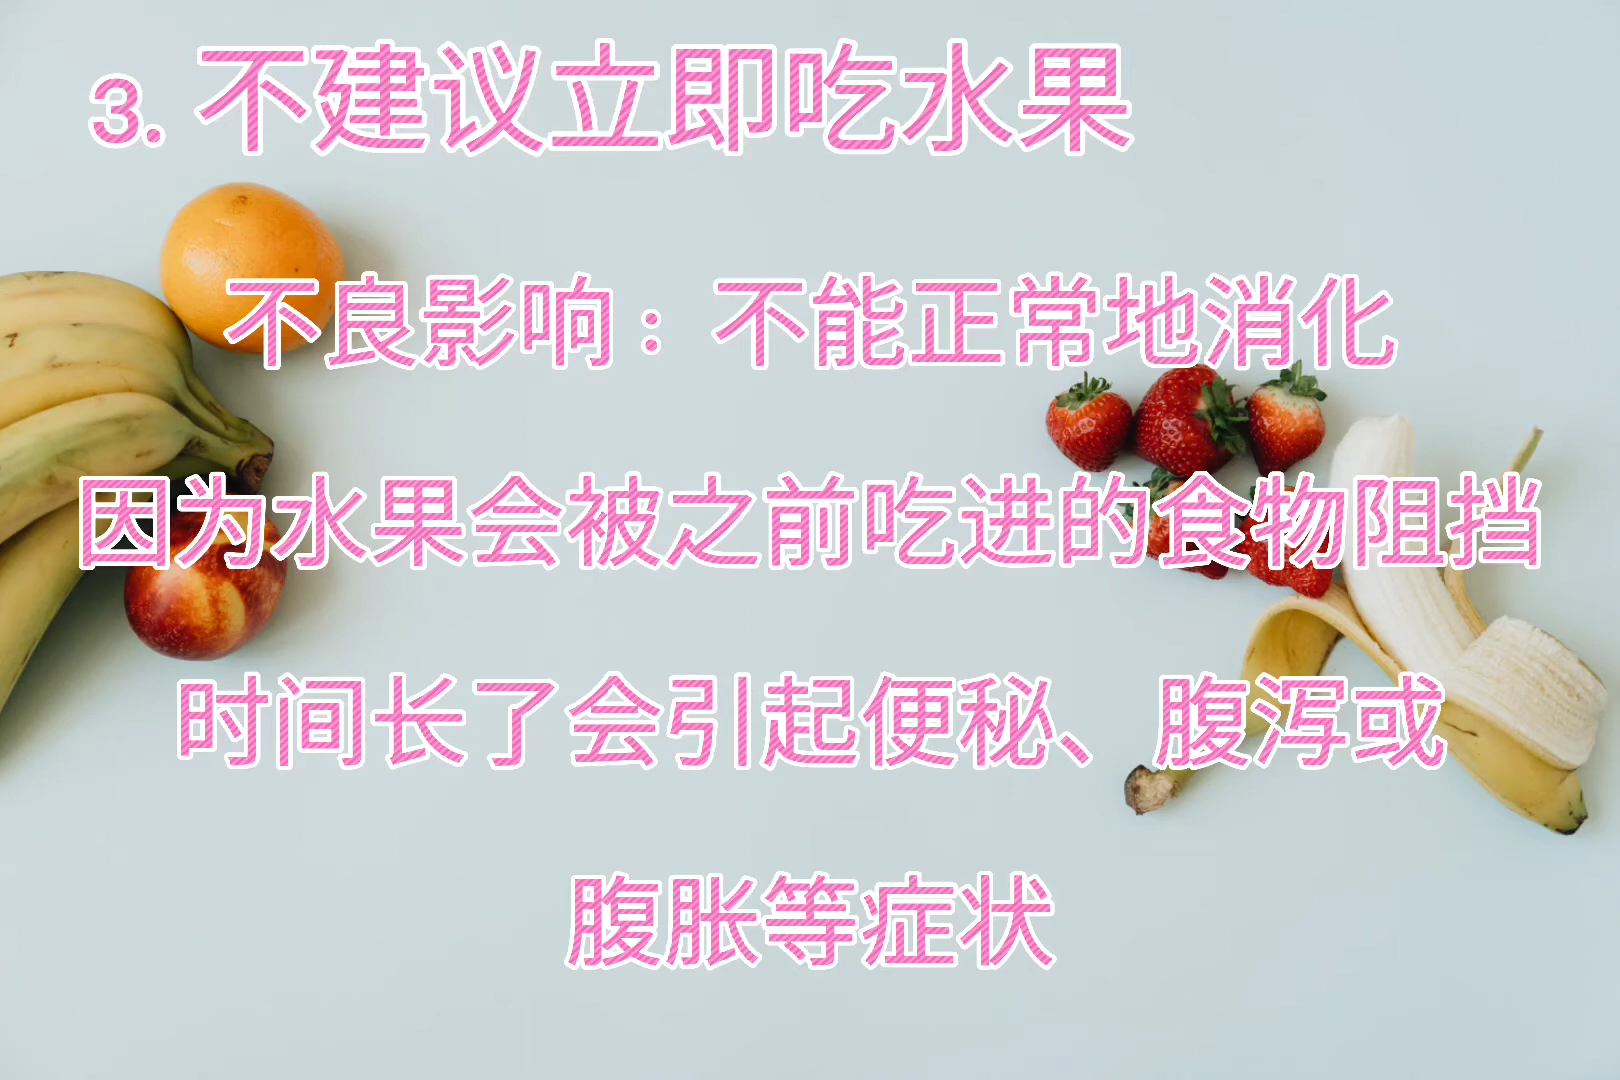 3. 不建议立即吃水果
不良影响：不能正常地消化
因为水果会被之前吃进的食物阻挡
时间长了会引起便秘、腹泻或
腹胀等症状